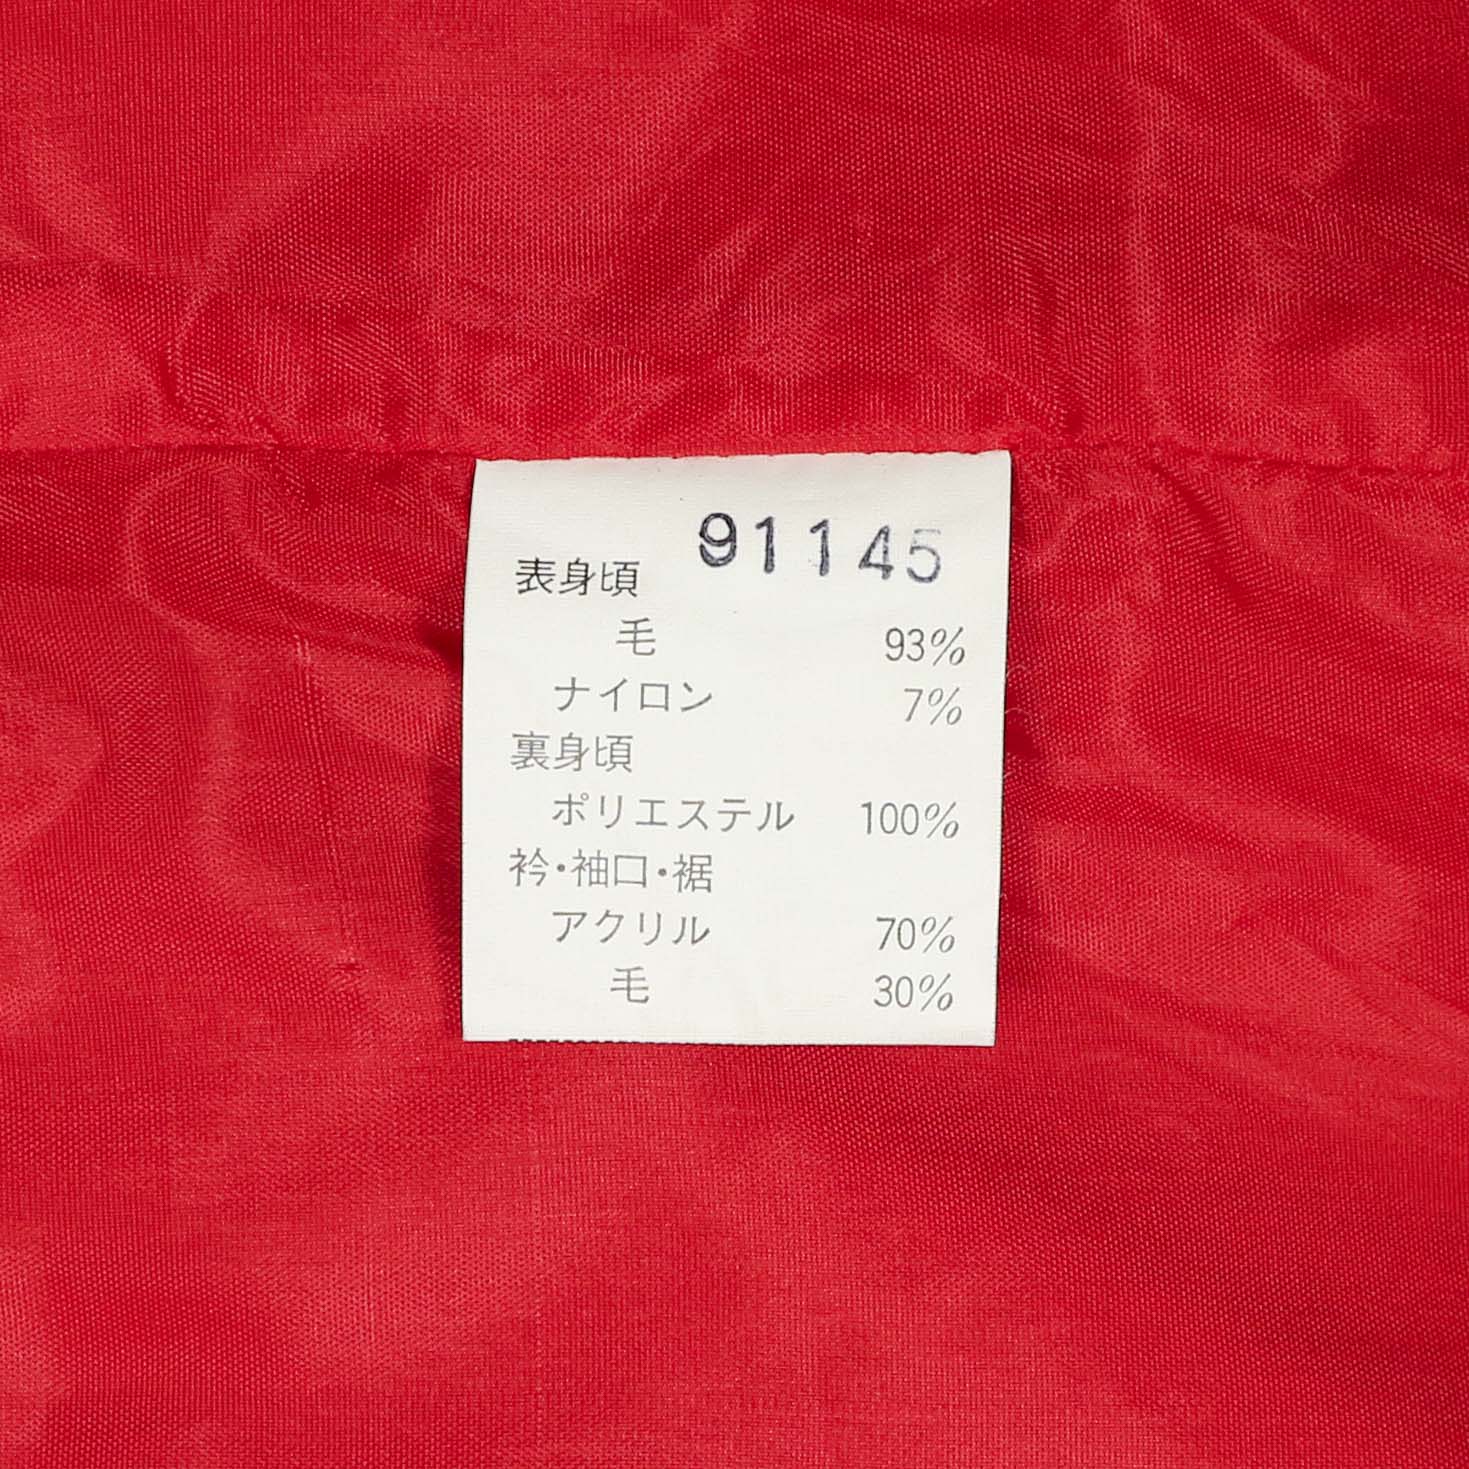 91145
表身頃
毛 93%
ナイロン 7%
裏身頃
ポリエステル 100%
衿・袖口・裾
アクリル 70%
毛 30%